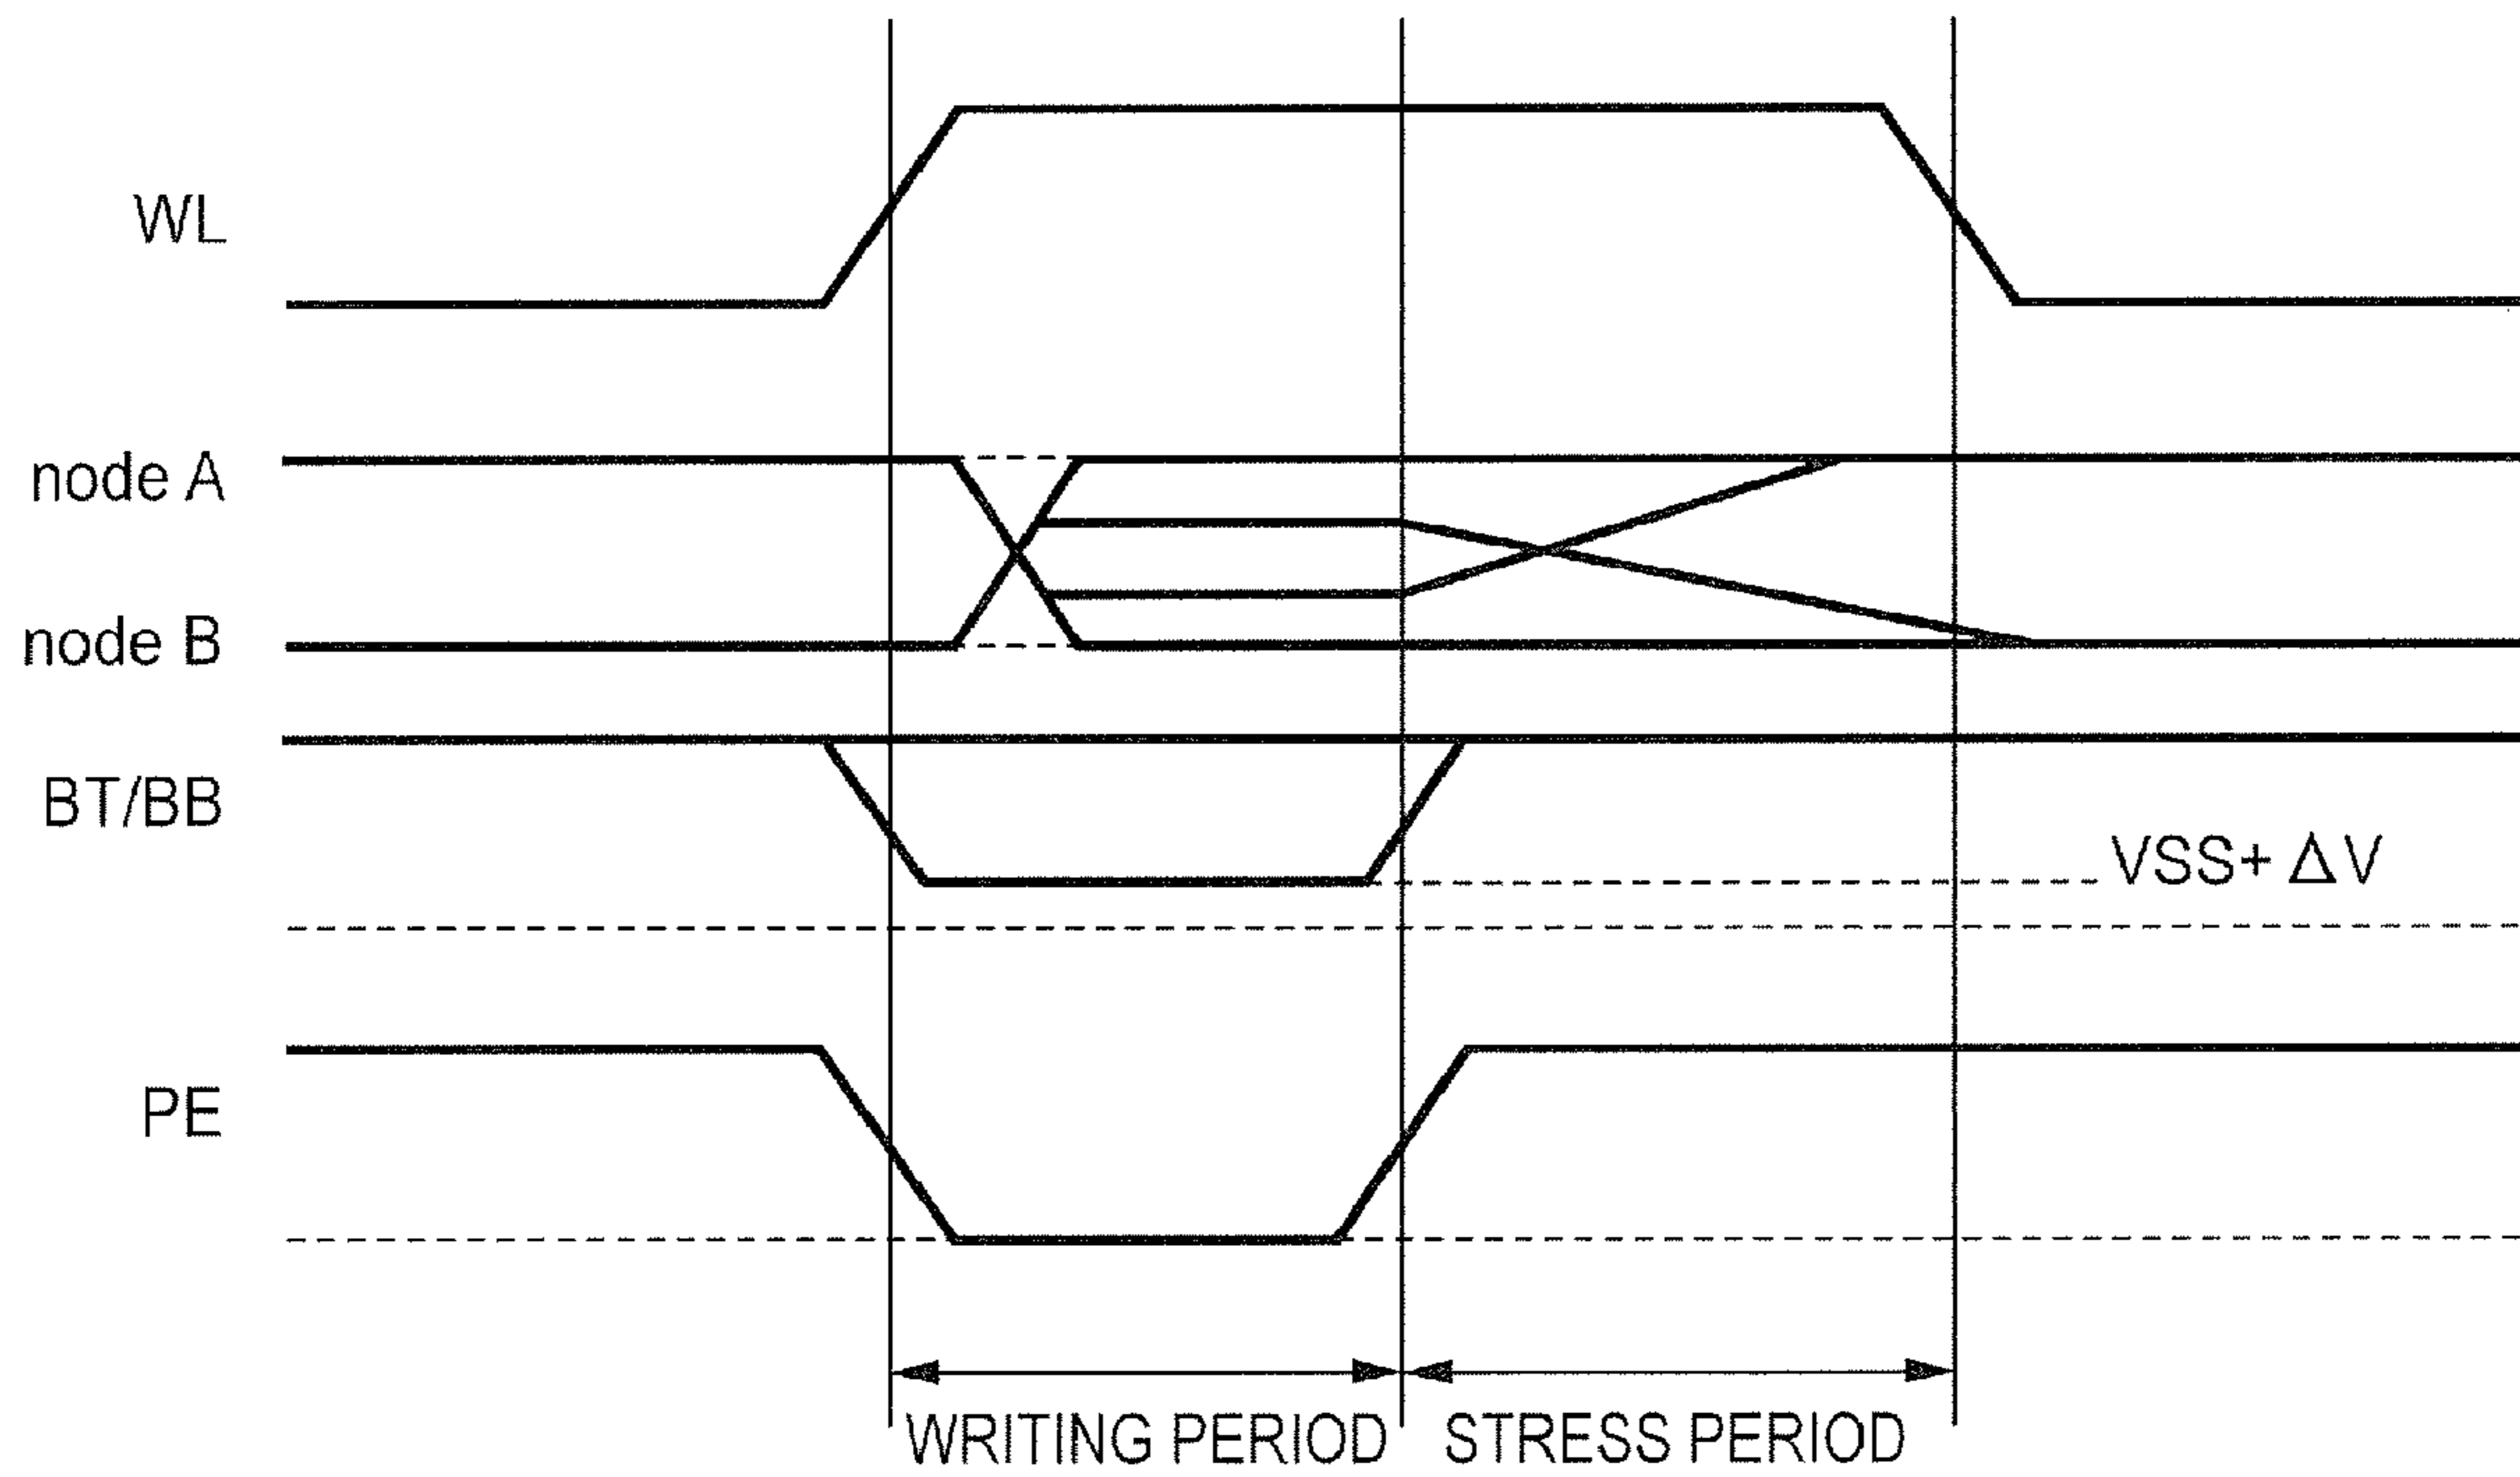 WL
node A
node B
BT/BB
VSS+ ΔV
PE
WRITING PERIOD
STRESS PERIOD